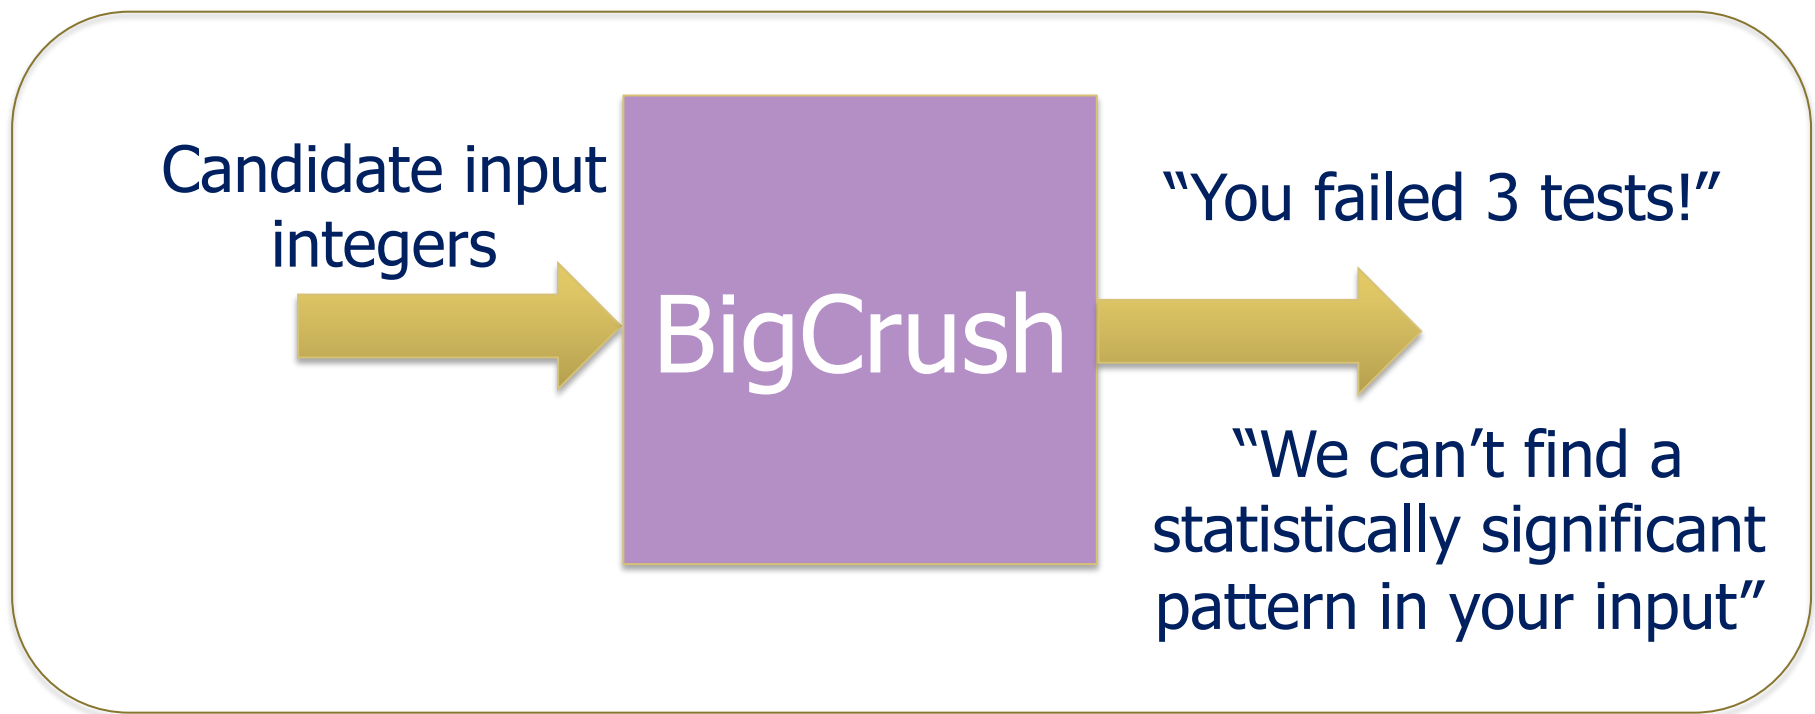 Candidate input
integers
BigCrush
“You failed 3 tests!”
“We can’t find a
statistically significant
pattern in your input”